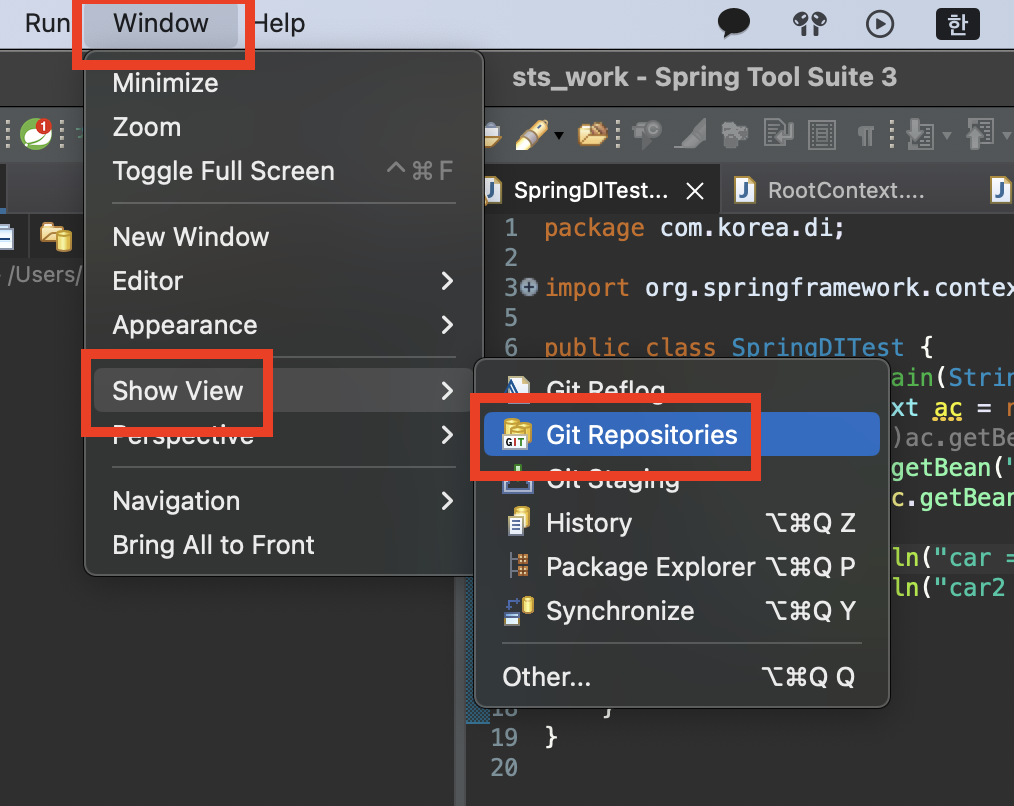 Run Window Help
한
sts_work - Spring Tool Suite 3
1
Minimize
Zoom
Toggle Full Screen ^⌘F
New Window
Editor
Appearance
Show View
Perspective
Navigation
Bring All to Front
/Users/
Git Reflog
Git Repositories
GIT
Git Staging
History ⌥⌘Q Z
Package Explorer ⌥⌘Q P
Synchronize ⌥⌘Q Y
Other... ⌥⌘Q Q
J SpringDITest... J RootContext.... J
1 package com.korea.di;
2
3 import org.springframework.contex
5
6 public class SpringDITest {
ain(Strin
xt ac = n
)ac.getBe
getBean("
c.getBean
ln("car =
ln("car2
18 }
19 }
20